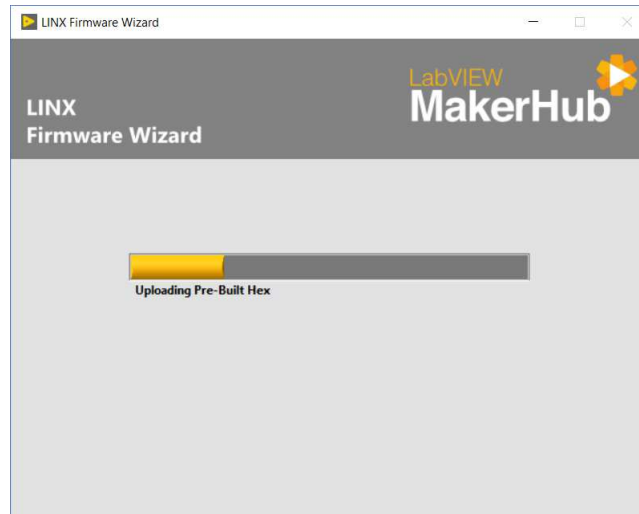 LINX Firmware Wizard
LabVIEW
MakerHub
LINX
Firmware Wizard
Uploading Pre-Built Hex